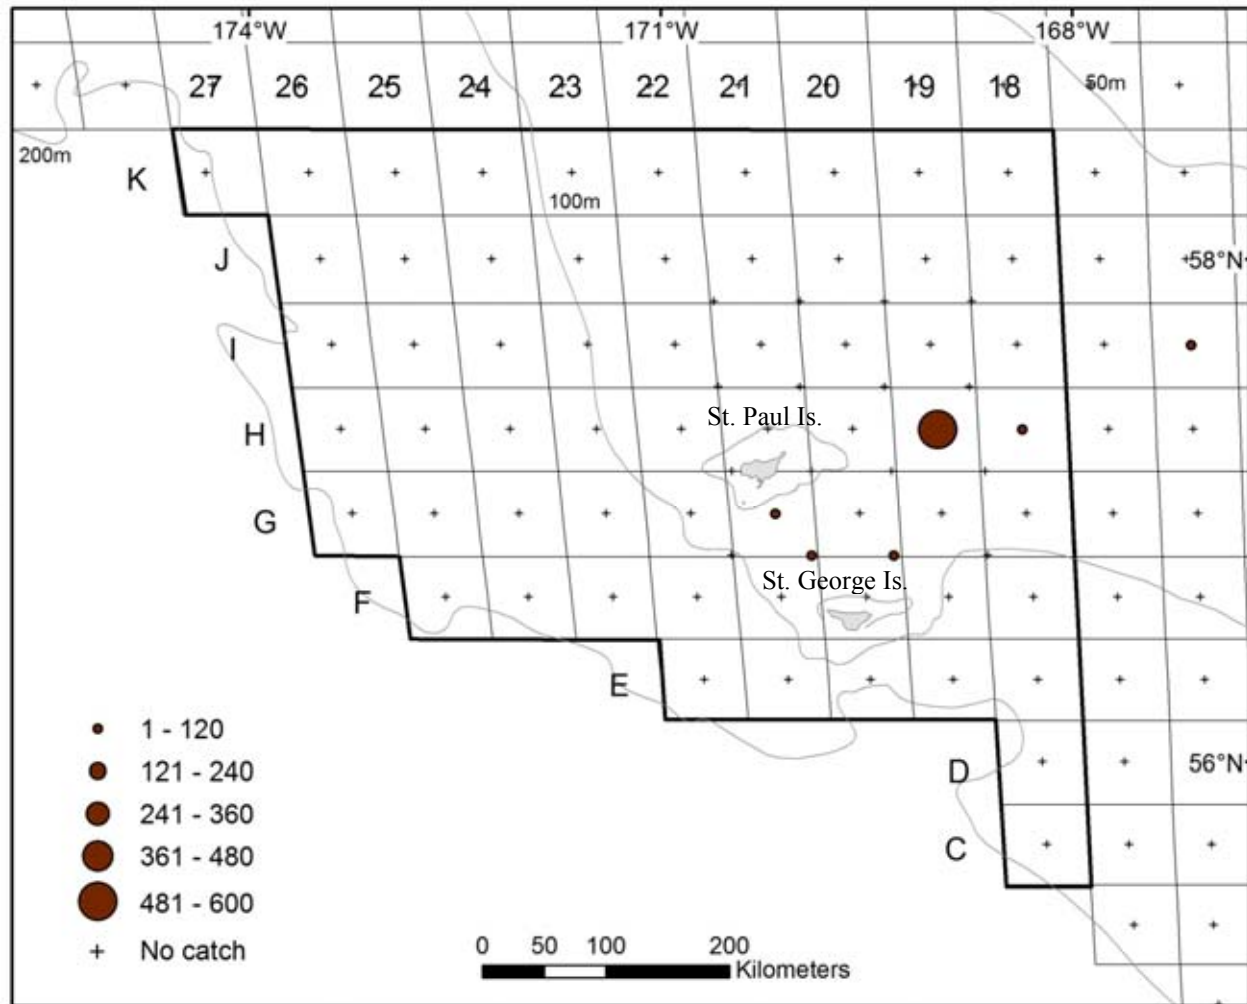 174°W 171°W 168°W
27 26 25 24 23 22 21 20 19 18 50m
200m
K
100m
J 58°N
I
St. Paul Is.
H
G
St. George Is.
F
E
1 - 120
121 - 240
D 56°N
241 - 360
C
361 - 480
481 - 600
No catch
0 50 100 200
Kilometers